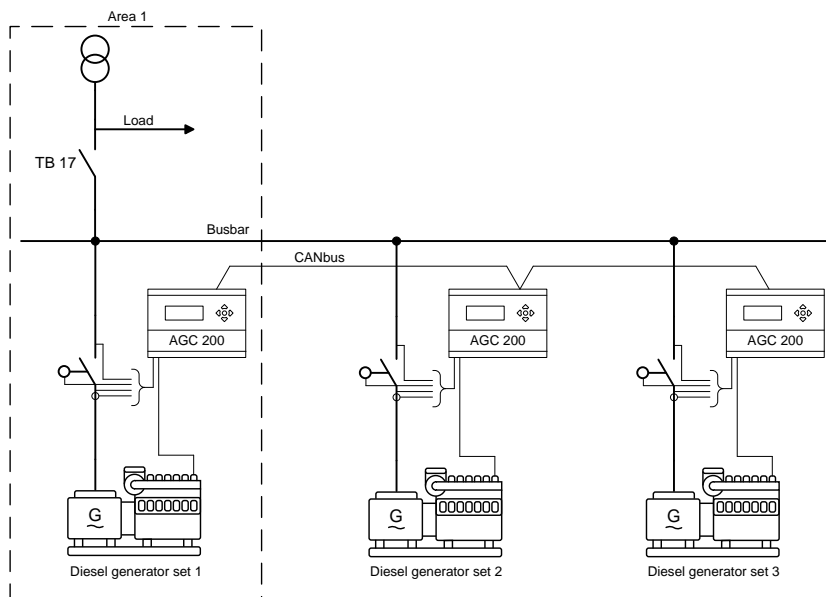 Area 1
Load
TB 17
Busbar
CANbus
AGC 200
AGC 200
AGC 200
G
G
G
Diesel generator set 1
Diesel generator set 2
Diesel generator set 3